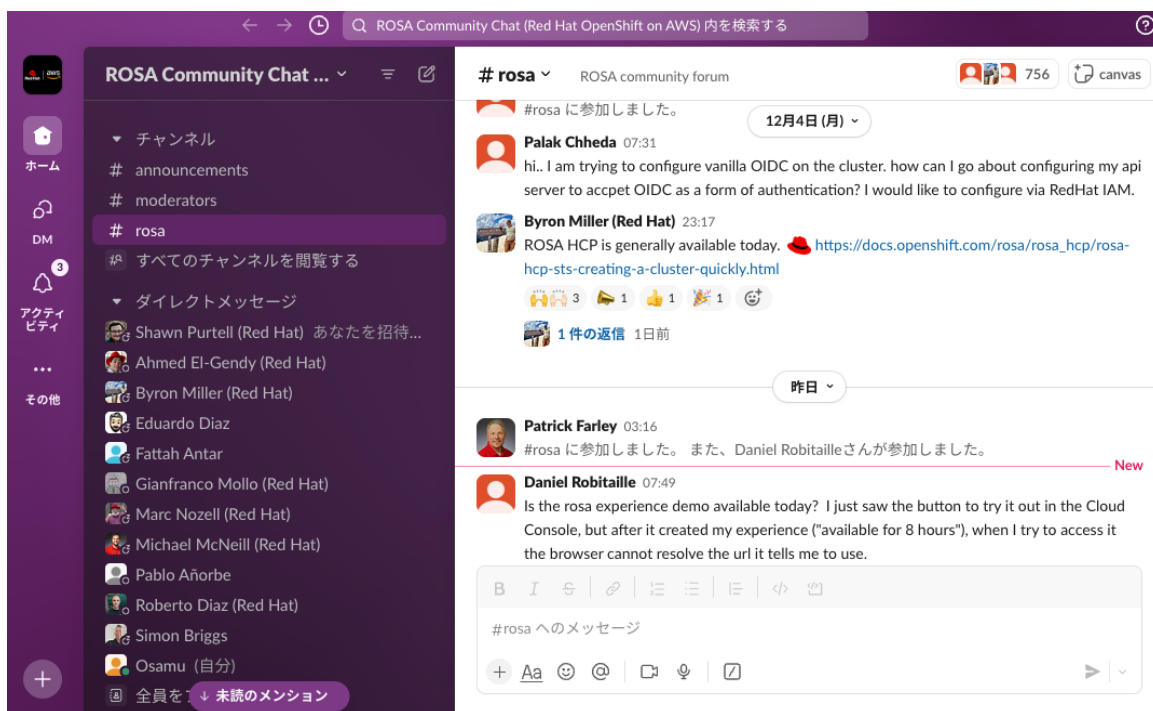 ROSA Community Chat (Red Hat OpenShift on AWS) 内を検索する
RedHat aws
ホーム
DM
3
アクティ
ビティ
その他
ROSA Community Chat ...
チャンネル
# announcements
# moderators
# rosa
すべてのチャンネルを閲覧する
ダイレクトメッセージ
Shawn Purtell (Red Hat) あなたを招待...
Ahmed El-Gendy (Red Hat)
Byron Miller (Red Hat)
Eduardo Diaz
Fattah Antar
Gianfranco Mollo (Red Hat)
Marc Nozell (Red Hat)
Michael McNeill (Red Hat)
Pablo Añorbe
Roberto Diaz (Red Hat)
Simon Briggs
Osamu (自分)
全員を
↓ 未読のメンション
# rosa
ROSA community forum
756
canvas
#rosa に参加しました。
12月4日 (月)
Palak Chheda 07:31
hi.. I am trying to configure vanilla OIDC on the cluster. how can I go about configuring my api
server to accpet OIDC as a form of authentication? I would like to configure via RedHat IAM.
Byron Miller (Red Hat) 23:17
ROSA HCP is generally available today. https://docs.openshift.com/rosa/rosa_hcp/rosa-
hcp-sts-creating-a-cluster-quickly.html
3 1 1 1
1 件の返信 1日前
昨日
Patrick Farley 03:16
#rosa に参加しました。 また、Daniel Robitailleさんが参加しました。
New
Daniel Robitaille 07:49
Is the rosa experience demo available today? I just saw the button to try it out in the Cloud
Console, but after it created my experience ("available for 8 hours"), when I try to access it
the browser cannot resolve the url it tells me to use.
B I S
#rosa へのメッセージ
+ Aa @